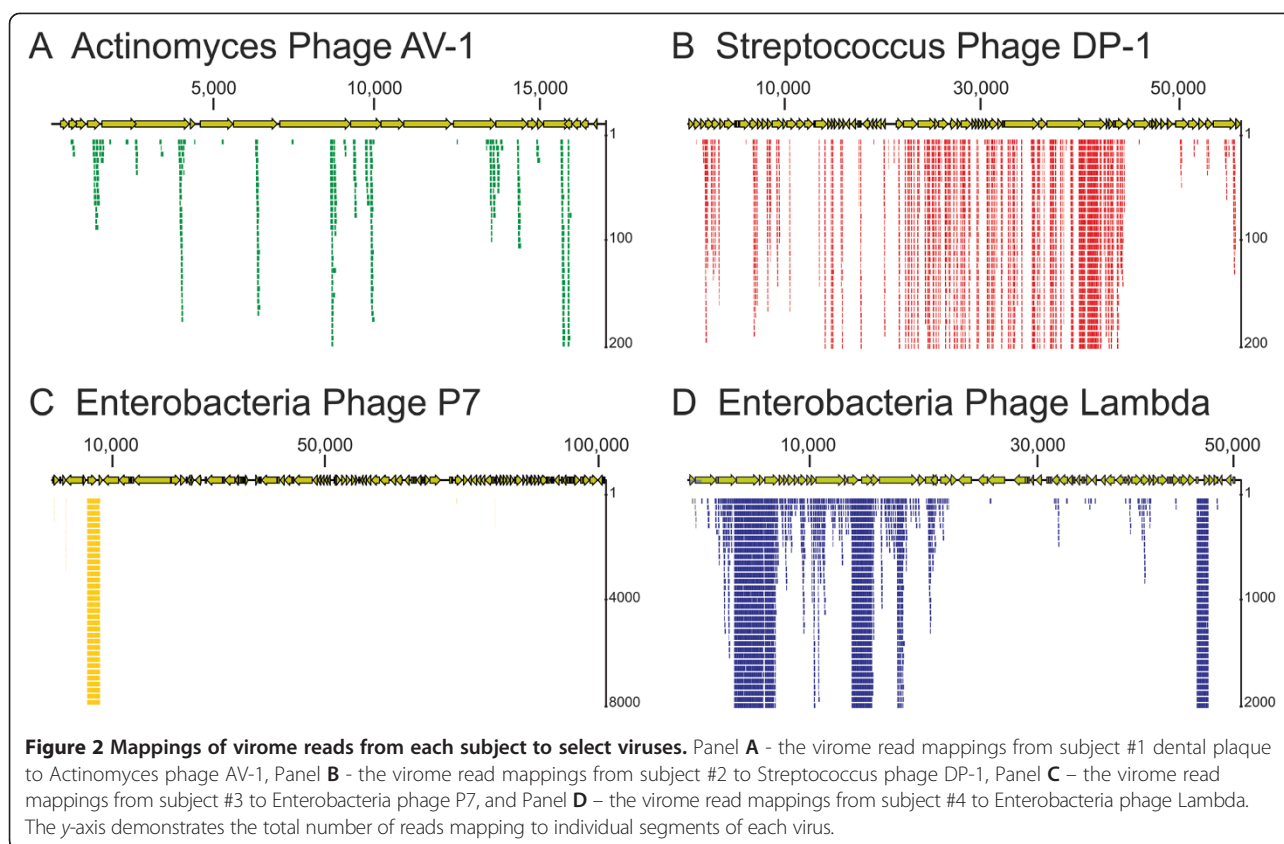 A Actinomyces Phage AV-1
5,000 10,000 15,000
1
100
200
B Streptococcus Phage DP-1
10,000 30,000 50,000
1
100
200
C Enterobacteria Phage P7
10,000 50,000 100,000
1
4000
8000
D Enterobacteria Phage Lambda
10,000 30,000 50,000
1
1000
2000
Figure 2 Mappings of virome reads from each subject to select viruses. Panel A - the virome read mappings from subject #1 dental plaque
to Actinomyces phage AV-1, Panel B - the virome read mappings from subject #2 to Streptococcus phage DP-1, Panel C – the virome read
mappings from subject #3 to Enterobacteria phage P7, and Panel D – the virome read mappings from subject #4 to Enterobacteria phage Lambda.
The y-axis demonstrates the total number of reads mapping to individual segments of each virus.